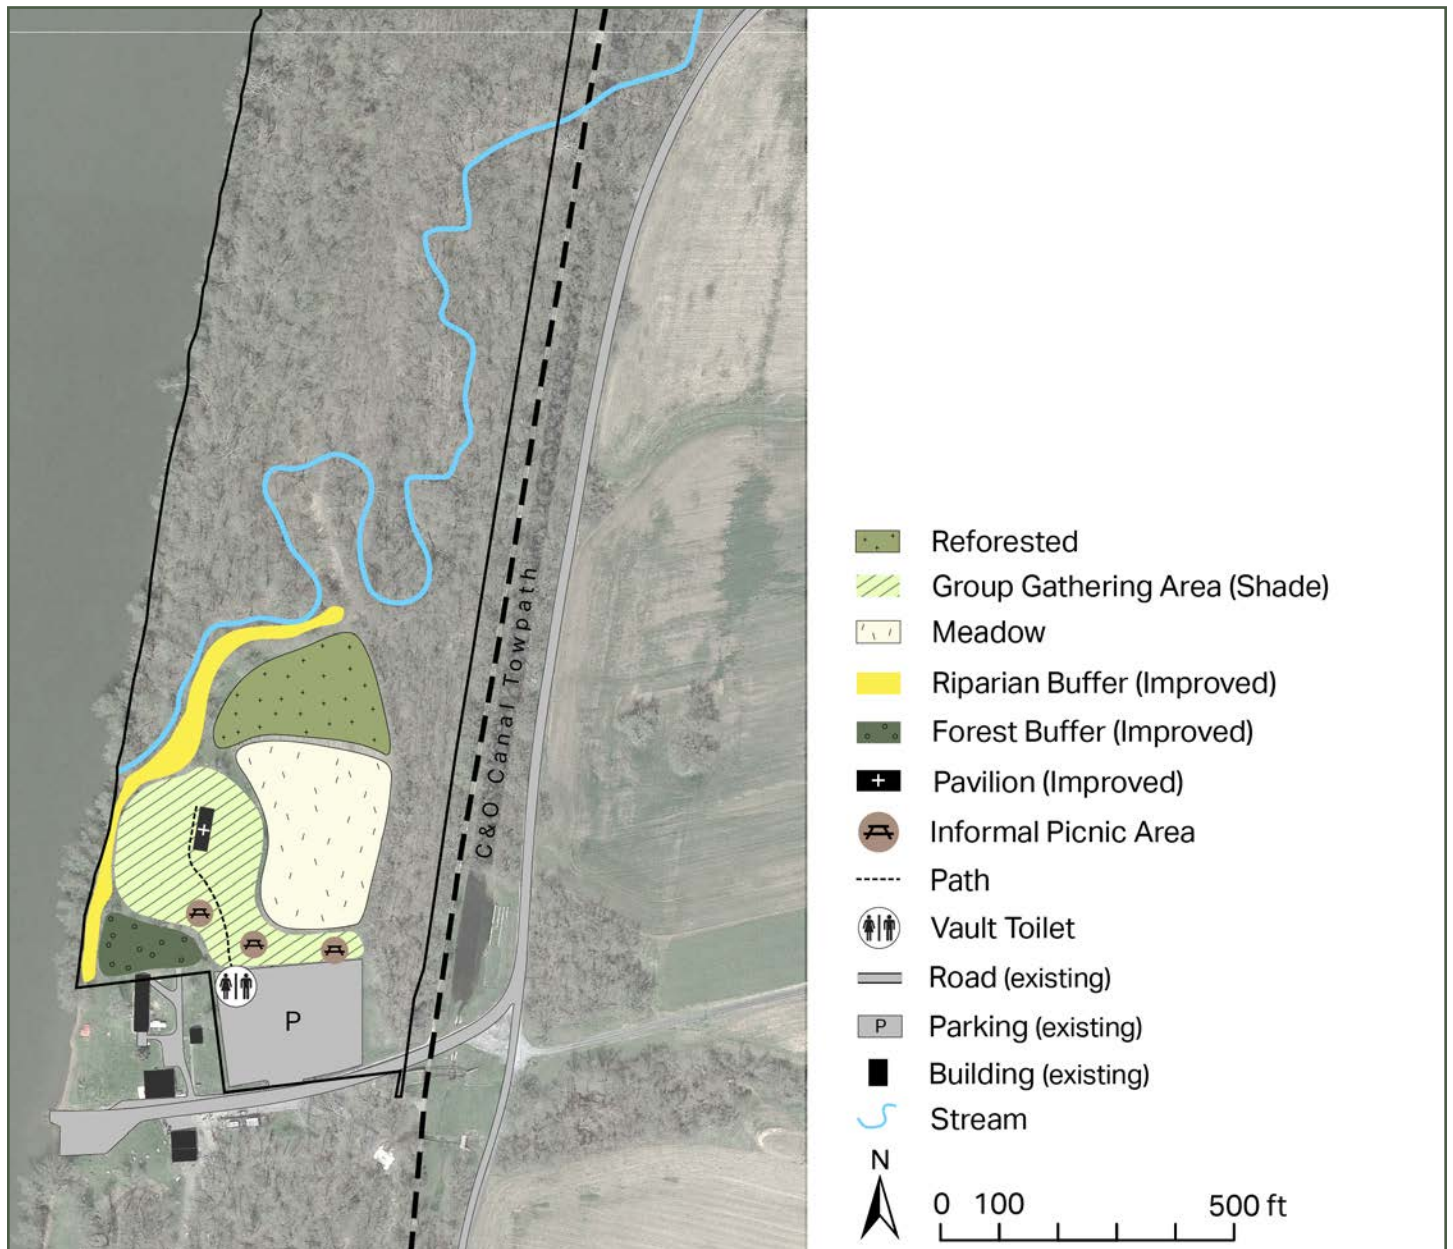 C&O Canal Towpath
P
Reforested
Group Gathering Area (Shade)
Meadow
Riparian Buffer (Improved)
Forest Buffer (Improved)
Pavilion (Improved)
Informal Picnic Area
Path
Vault Toilet
Road (existing)
P Parking (existing)
Building (existing)
Stream
N
0 100 500 ft